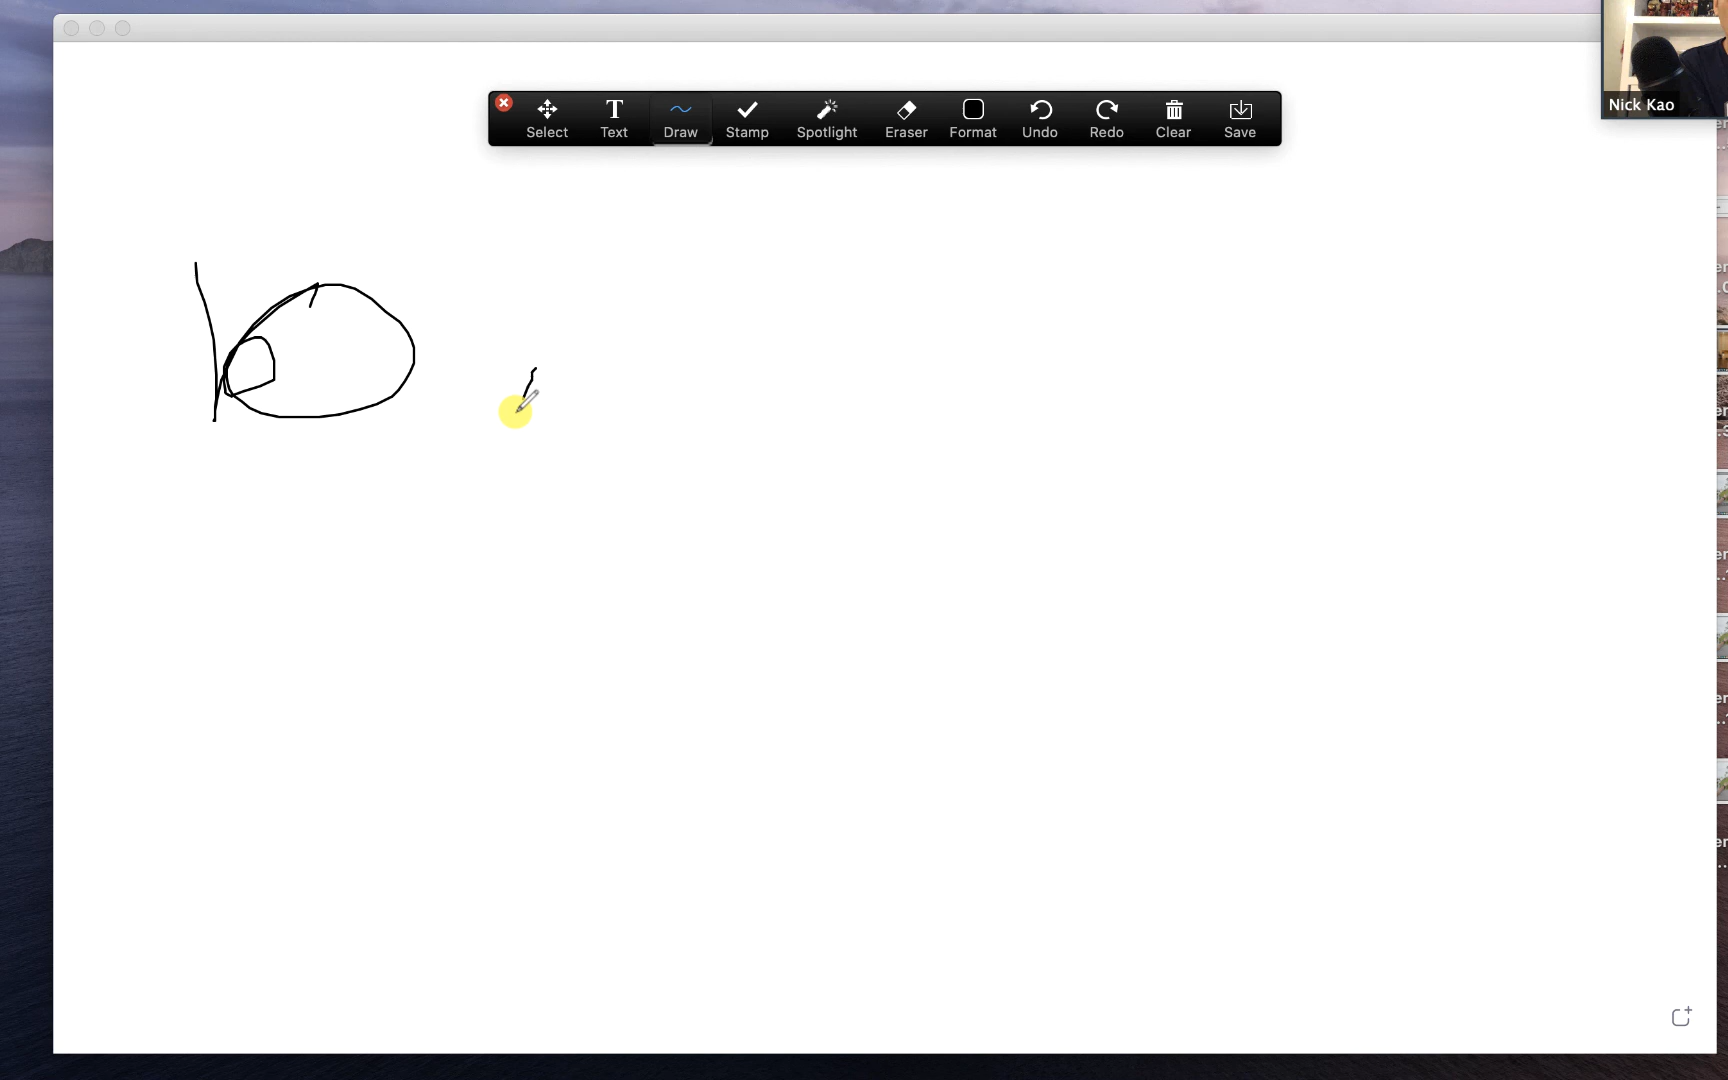 Select Text Draw Stamp Spotlight Eraser Format Undo Redo Clear Save
Nick Kao